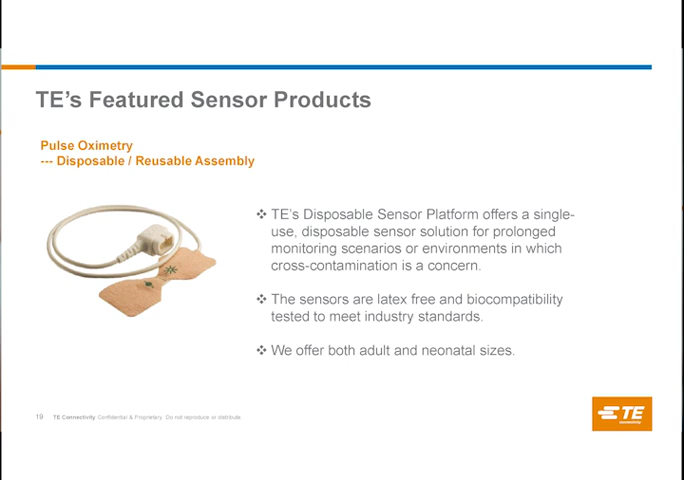 TE's Featured Sensor Products
Pulse Oximetry
--- Disposable / Reusable Assembly
❖ TE's Disposable Sensor Platform offers a single-
use, disposable sensor solution for prolonged
monitoring scenarios or environments in which
cross-contamination is a concern.
❖ The sensors are latex free and biocompatibility
tested to meet industry standards.
❖ We offer both adult and neonatal sizes.
19 TE Connectivity Confidential & Proprietary. Do not reproduce or distribute.
TE
connectivity